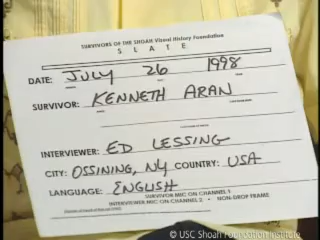 SURVIVORS OF THE SHOAH Visual History Foundation
SLATE
DATE: JULY 26 1998
SURVIVOR: KENNETH ARAN
INTERVIEWER: ED LESSING
CITY: OSSINING, NY COUNTRY: USA
LANGUAGE: ENGLISH
SURVIVOR MIC ON CHANNEL 1
INTERVIEWER MIC ON CHANNEL 2 • NON-DROP FRAME
© USC Shoah Foundation Institute